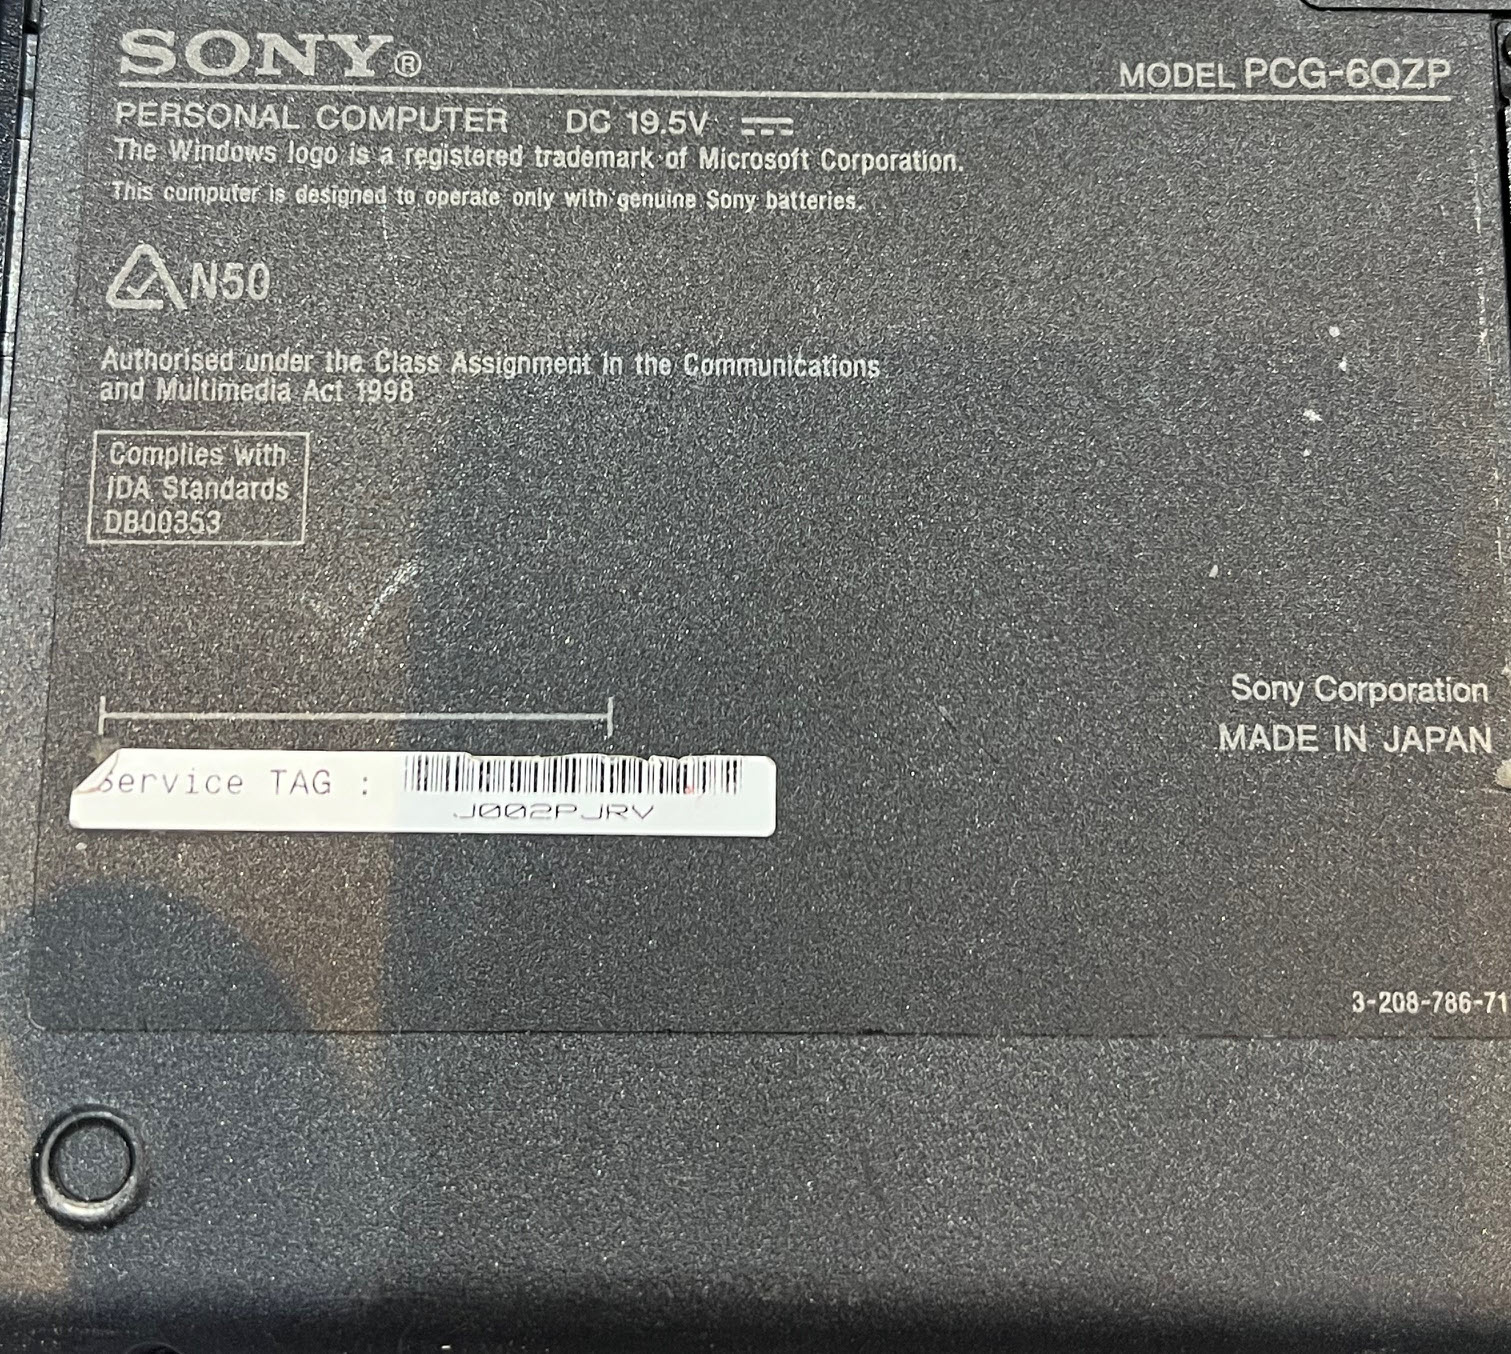 SONY®
MODEL PCG-6QZP
PERSONAL COMPUTER DC 19.5V
The Windows logo is a registered trademark of Microsoft Corporation.
This computer is designed to operate only with genuine Sony batteries.
N50
Authorised under the Class Assignment in the Communications
and Multimedia Act 1998
Complies with
IDA Standards
DB00353
Sony Corporation
MADE IN JAPAN
Service TAG :
J002PJRV
3-208-786-71